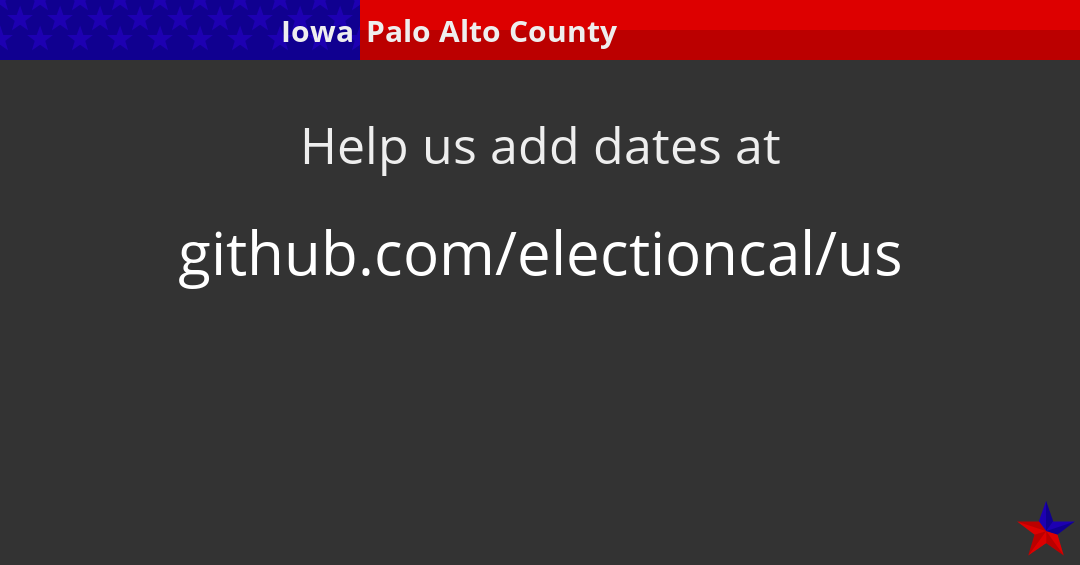 Iowa Palo Alto County
Help us add dates at
github.com/electioncal/us